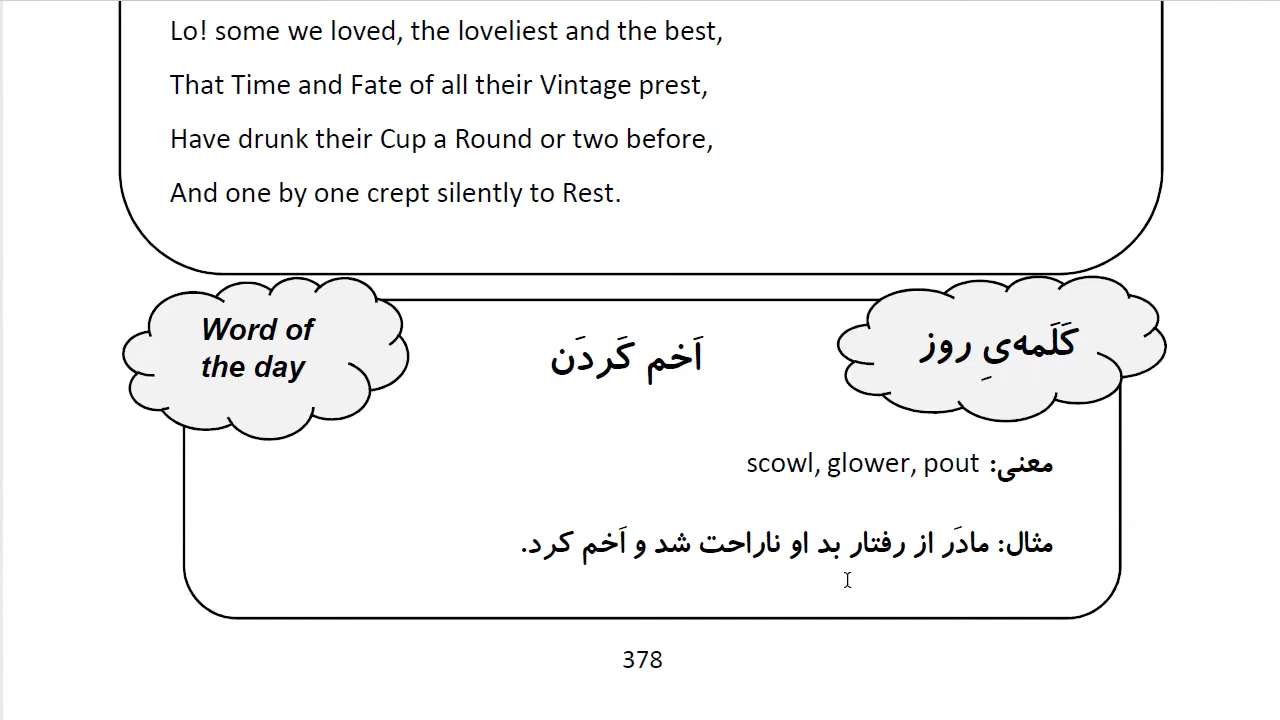 Lo! some we loved, the loveliest and the best,
That Time and Fate of all their Vintage prest,
Have drunk their Cup a Round or two before,
And one by one crept silently to Rest.
Word of
the day
کَلَمه‌یِ روز
اَخم کَردَن
معنی: scowl, glower, pout
مثال: مادَر از رفتار بد او ناراحت شد و اَخم کرد.
378